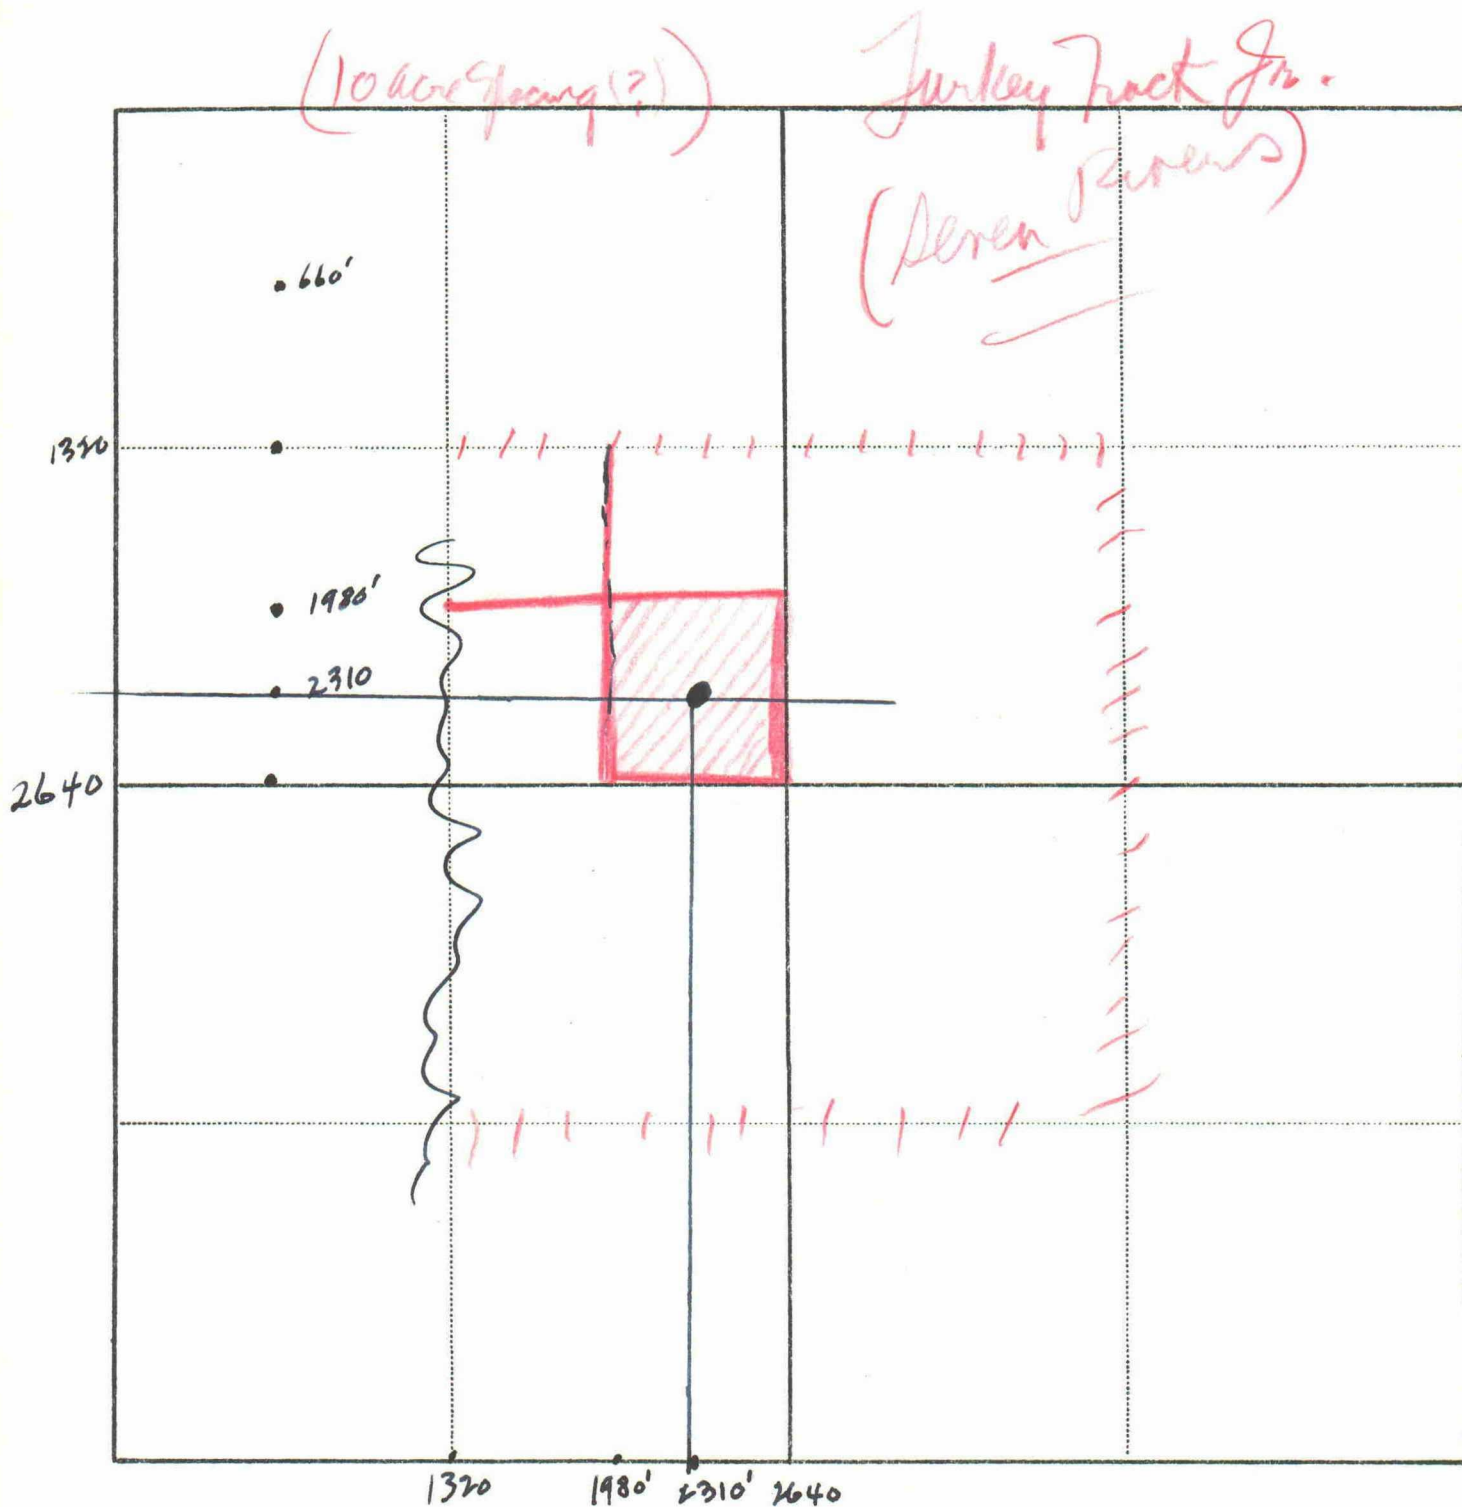 (10 acre Spacing (?))
Turkey Track Jn.
(Seven Rivers)
660'
1320
1980'
2310
2640
1320 1980' 2310' 2640